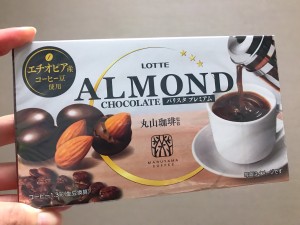 エチオピア産
コーヒー豆
使用
LOTTE
ALMOND
CHOCOLATE
バリスタプレミアム
丸山珈琲
MARUYAMA
COFFEE